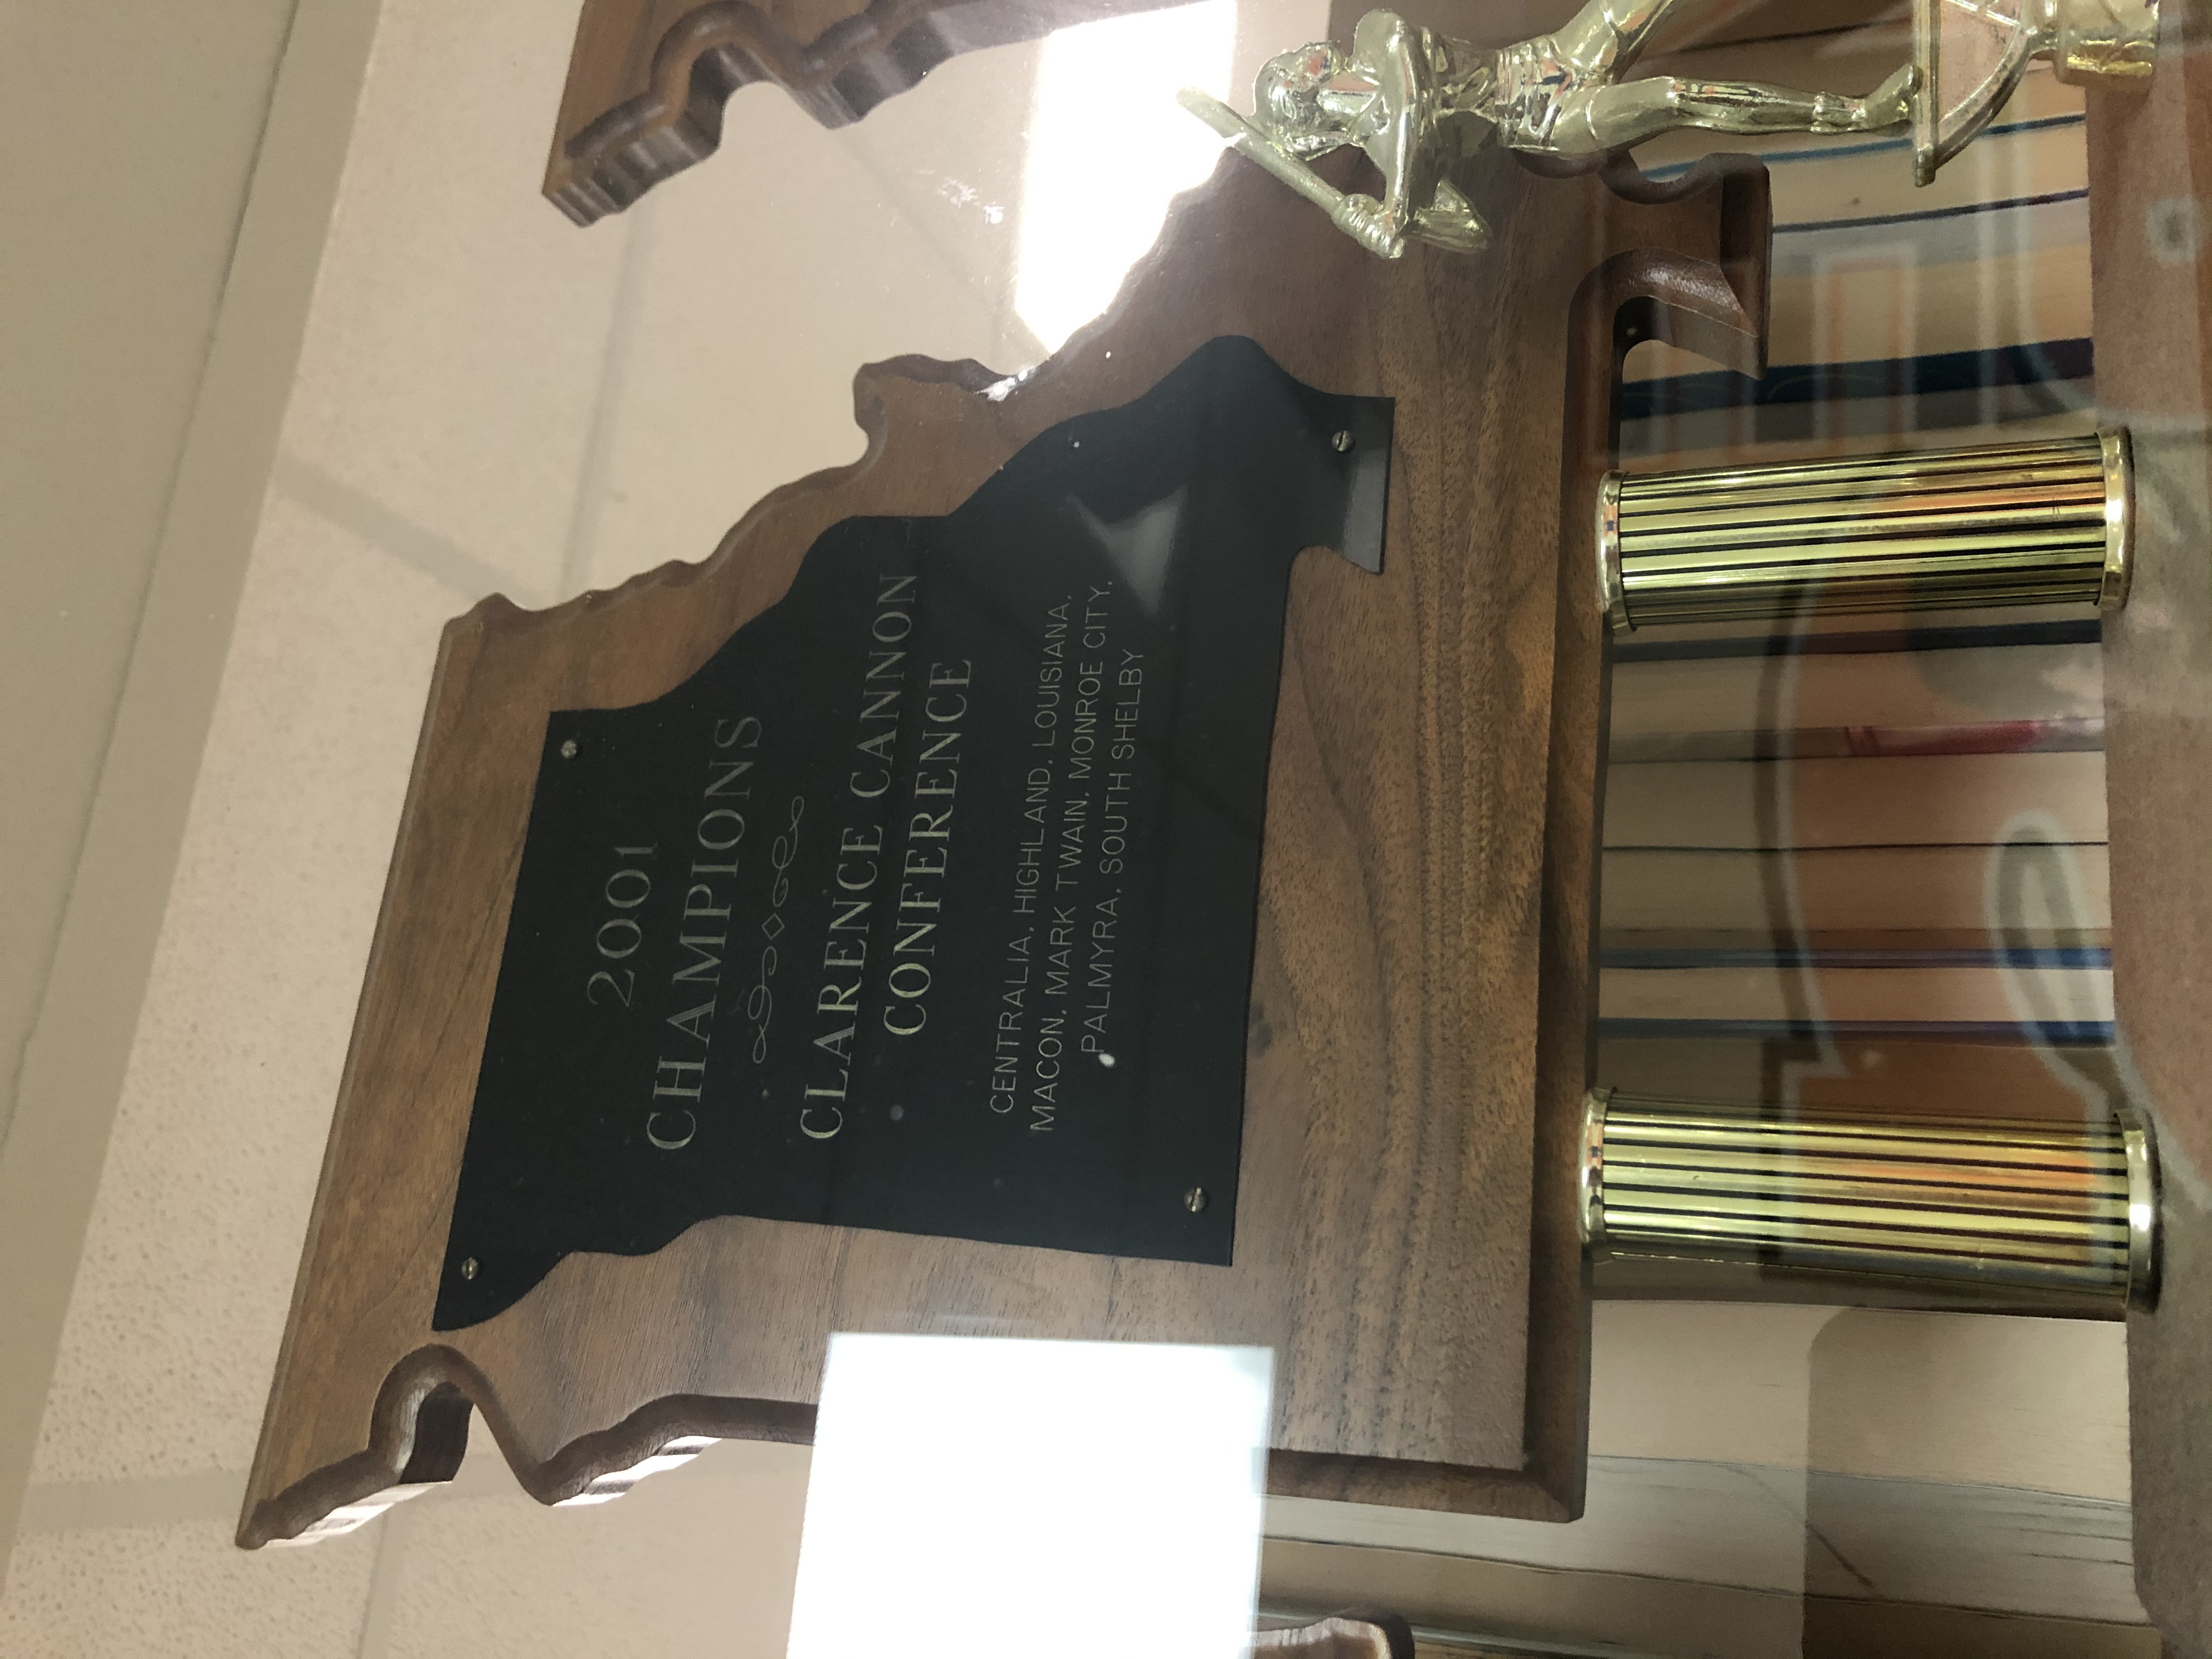 2001
CHAMPIONS
CLARENCE CANNON
CONFERENCE
CENTRALIA, HIGHLAND, LOUISIANA,
MACON, MARK TWAIN, MONROE CITY,
PALMYRA, SOUTH SHELBY